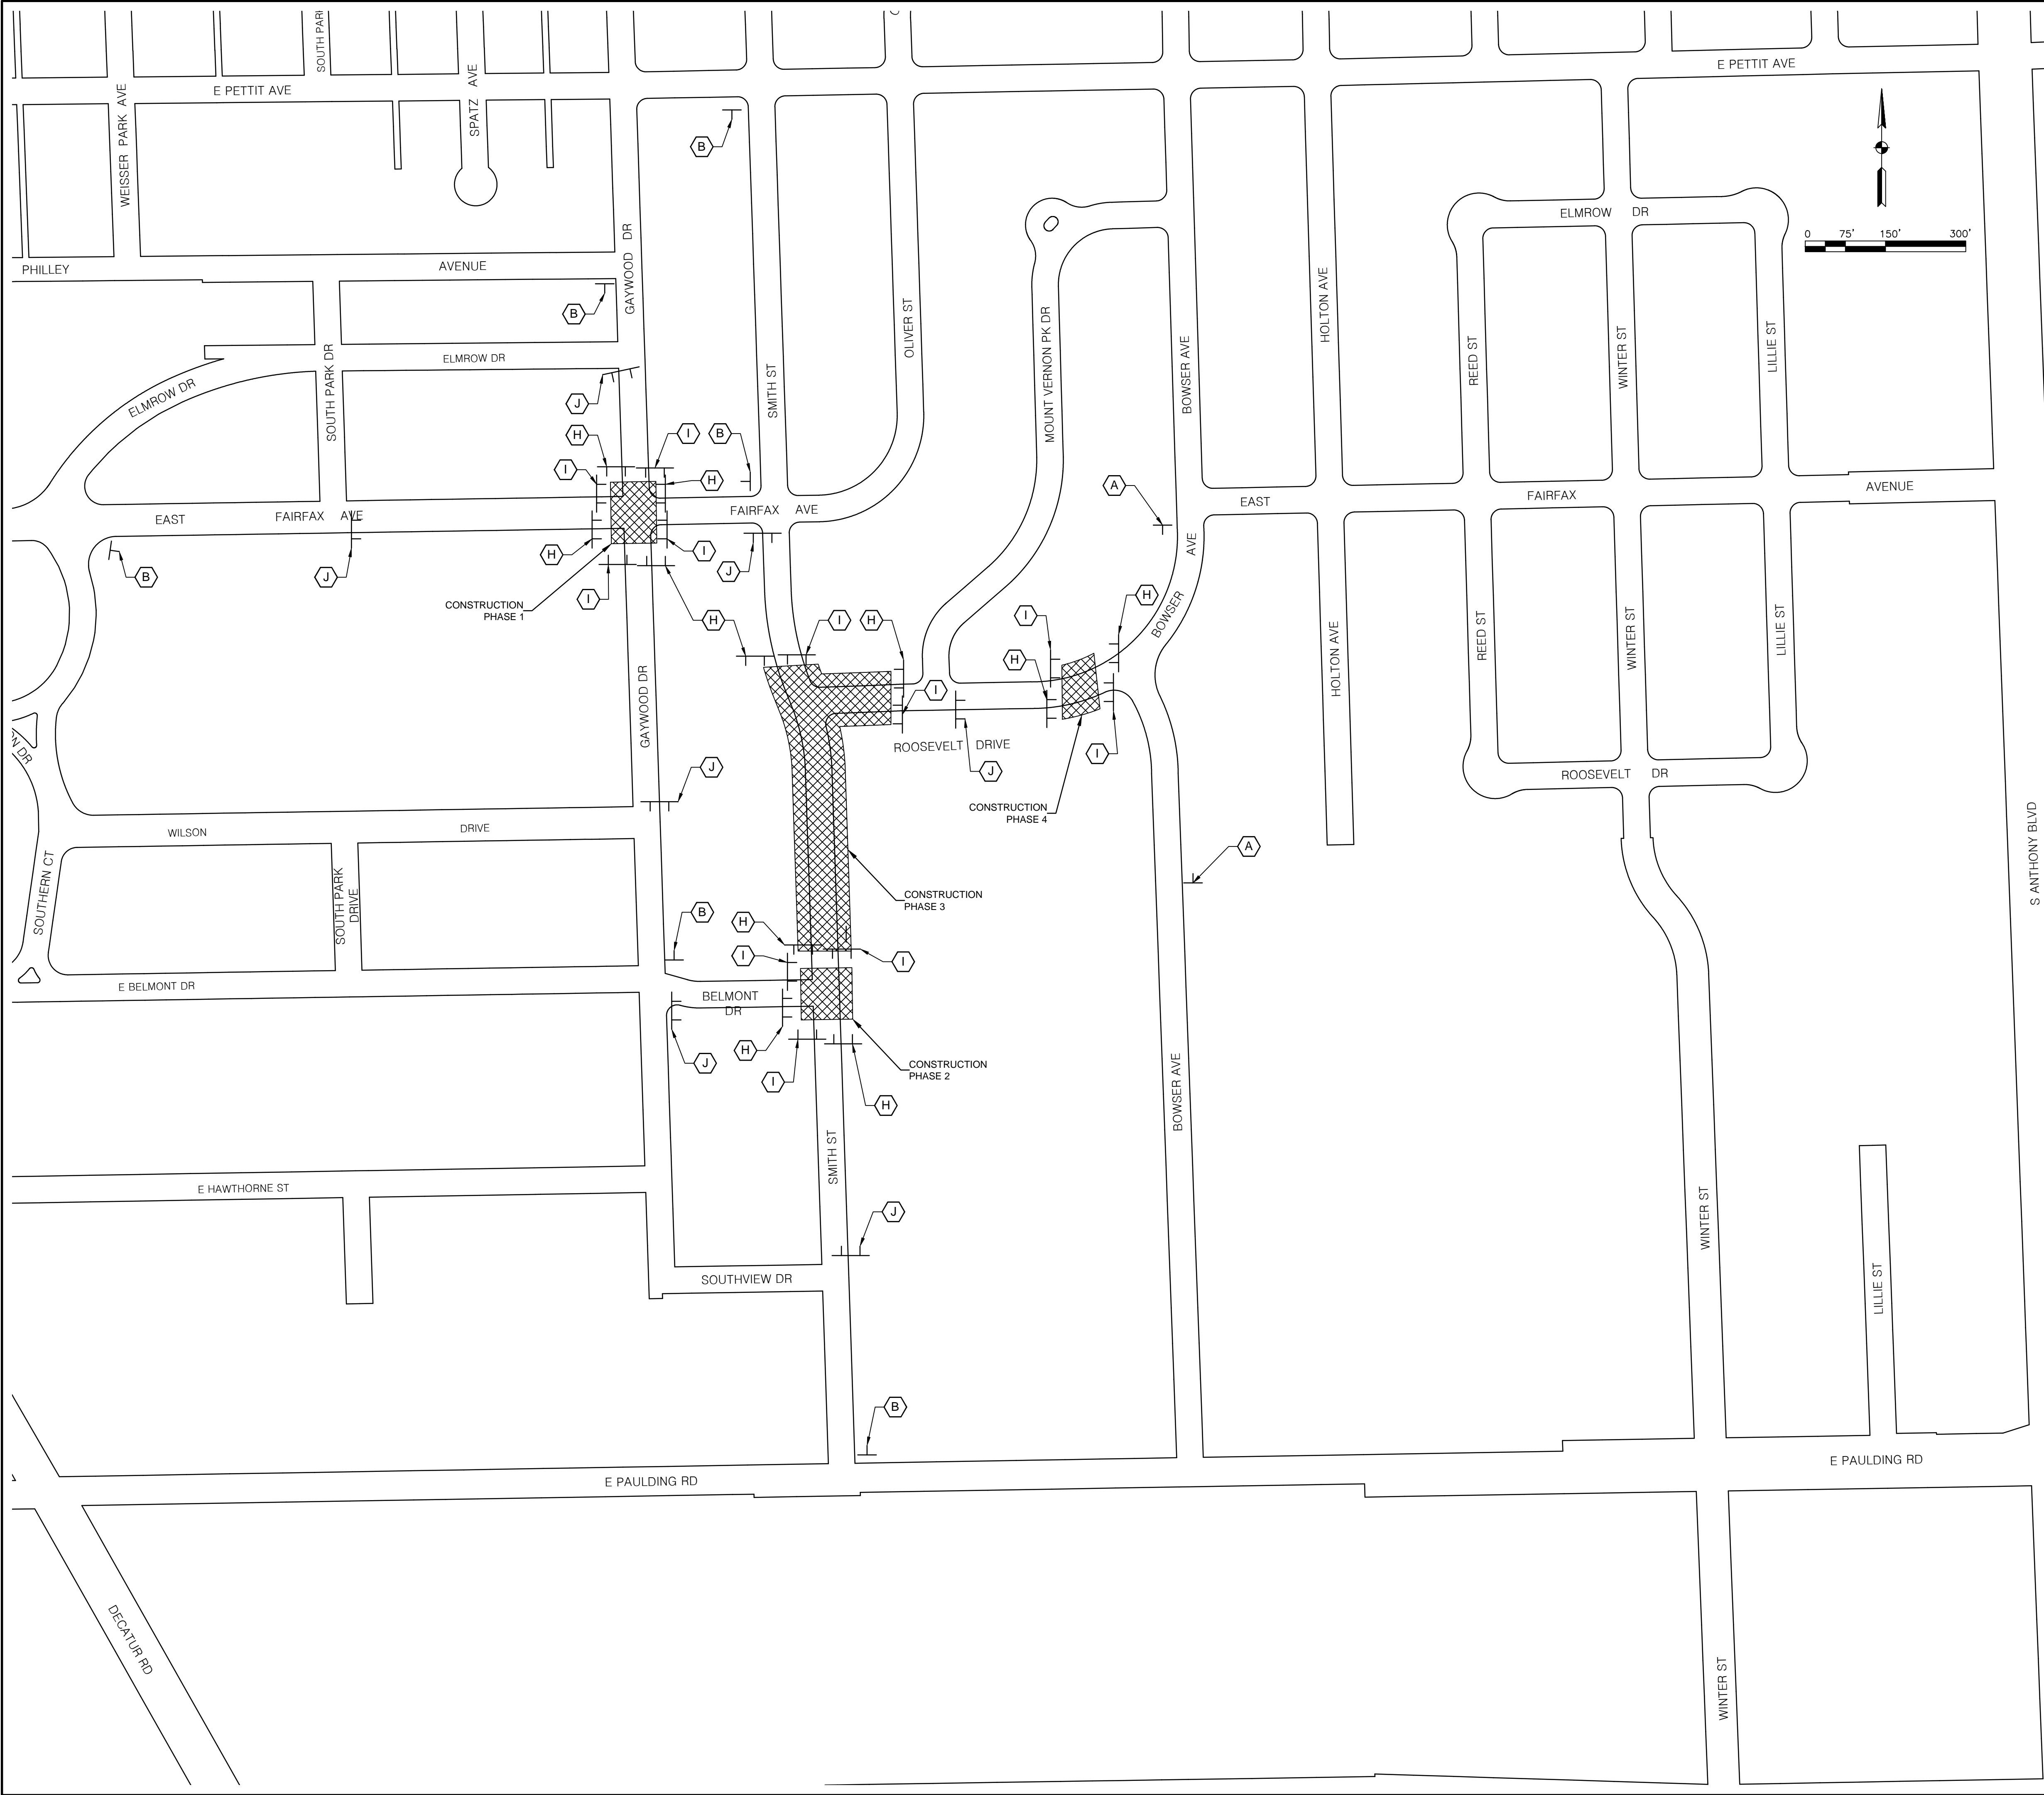 SOUTH PAR
E PETTIT AVE
E PETTIT AVE
WEISSER PARK AVE
SPATZ AVE
B
0 75' 150' 300'
ELMROW DR
PHILLEY AVENUE
GAYWOOD DR
B
OLIVER ST
MOUNT VERNON PK DR
BOWSER AVE
HOLTON AVE
REED ST
WINTER ST
LILLIE ST
ELMROW DR
ELMROW DR
SOUTH PARK DR
SMITH ST
J
H
I
B
I
H
A
EAST FAIRFAX AVE
FAIRFAX AVE
EAST FAIRFAX AVENUE
B
J
H
I
J
I
CONSTRUCTION
PHASE 1
H
I
H
I
H
H
BOWSER AVE
I
GAYWOOD DR
HOLTON AVE
REED ST
WINTER ST
LILLIE ST
ROOSEVELT DRIVE
I
J
J
ROOSEVELT DR
CONSTRUCTION
PHASE 4
N DR
WILSON DRIVE
A
S ANTHONY BLVD
SOUTHERN CT
SOUTH PARK
DRIVE
CONSTRUCTION
PHASE 3
B
H
I
I
E BELMONT DR
BELMONT
DR
H
J
I
CONSTRUCTION
PHASE 2
H
BOWSER AVE
SMITH ST
E HAWTHORNE ST
J
WINTER ST
LILLIE ST
SOUTHVIEW DR
B
E PAULDING RD
E PAULDING RD
DECATUR RD
WINTER ST